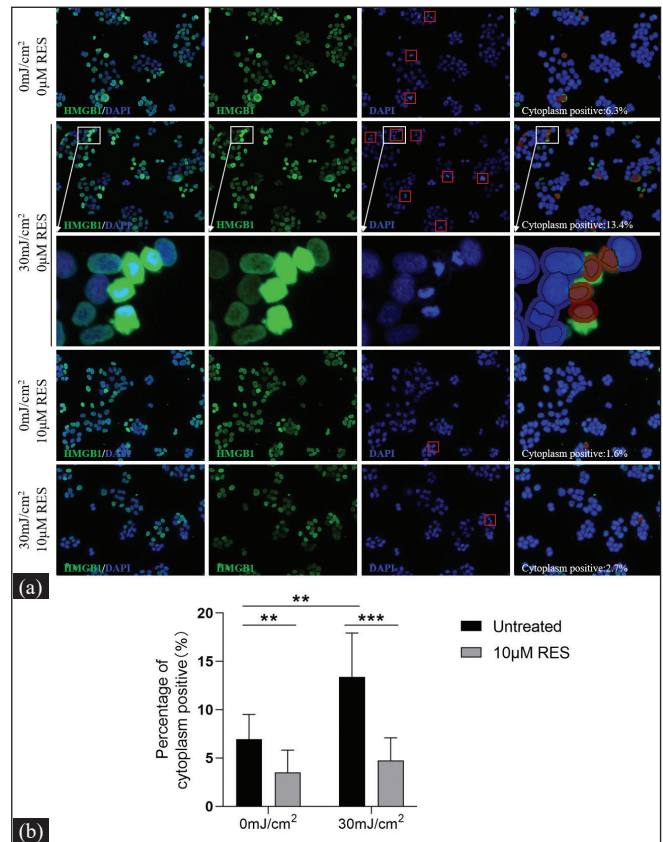 0mJ/cm² 0μM RES
HMGB1/DAPI
HMGB1
DAPI
Cytoplasm positive:6.3%
30mJ/cm² 0μM RES
HMGB1/DAPI
HMGB1
DAPI
Cytoplasm positive:13.4%
0mJ/cm² 10μM RES
HMGB1/DAPI
HMGB1
DAPI
Cytoplasm positive:1.6%
30mJ/cm² 10μM RES
HMGB1/DAPI
HMGB1
DAPI
Cytoplasm positive:2.7%
(a)
Percentage of
cytoplasm positive(%)
20
15
10
5
0
**
**
***
0mJ/cm²
30mJ/cm²
Untreated
10μM RES
(b)